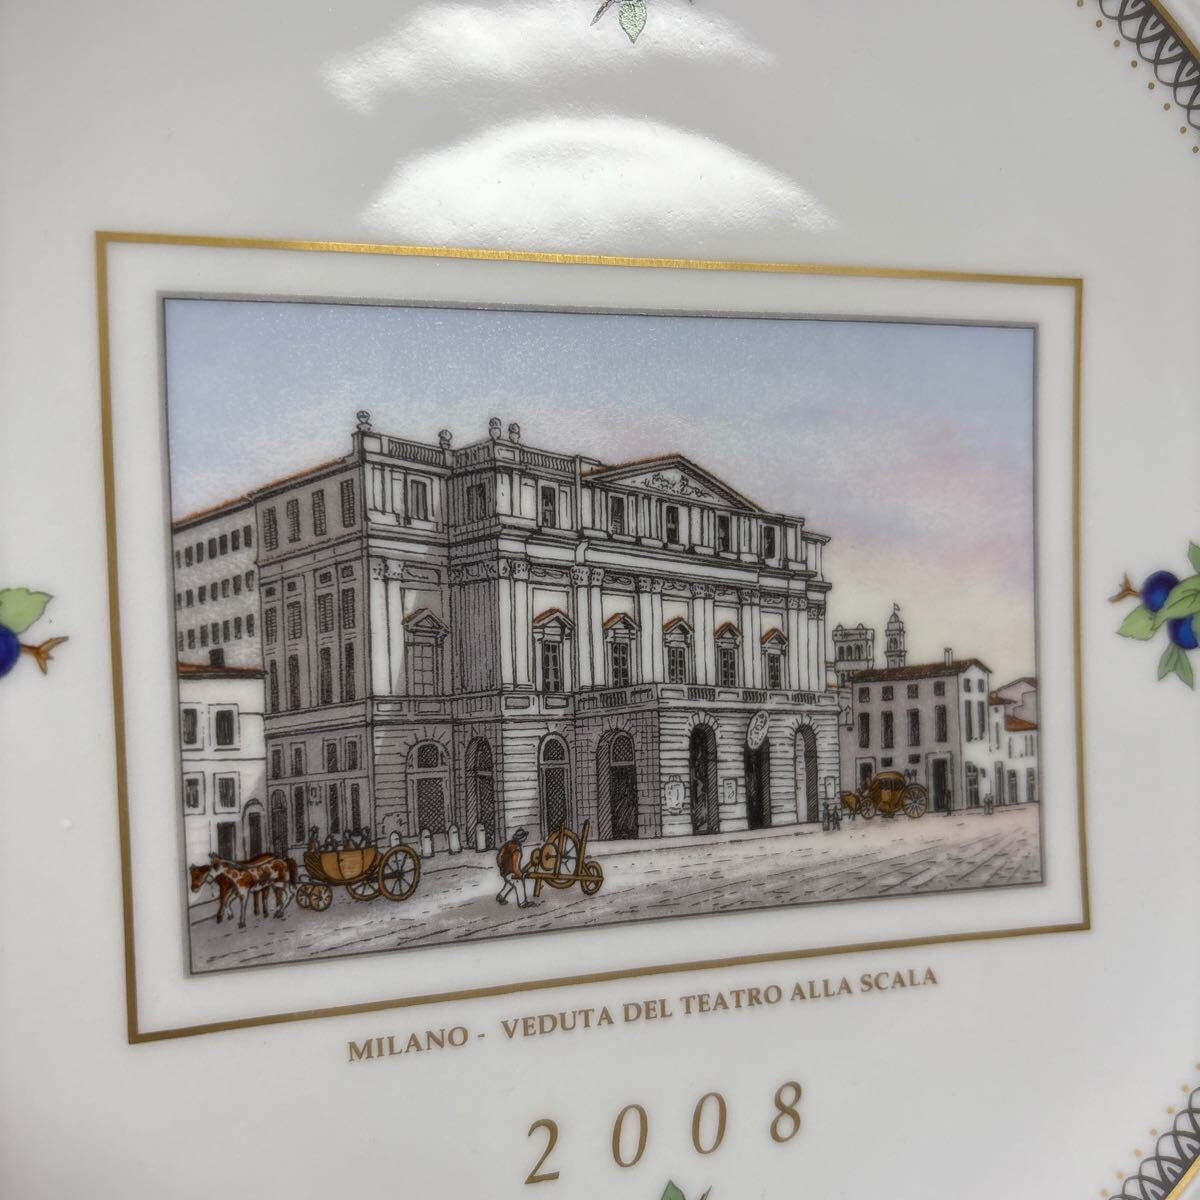 MILANO - VEDUTA DEL TEATRO ALLA SCALA
2008